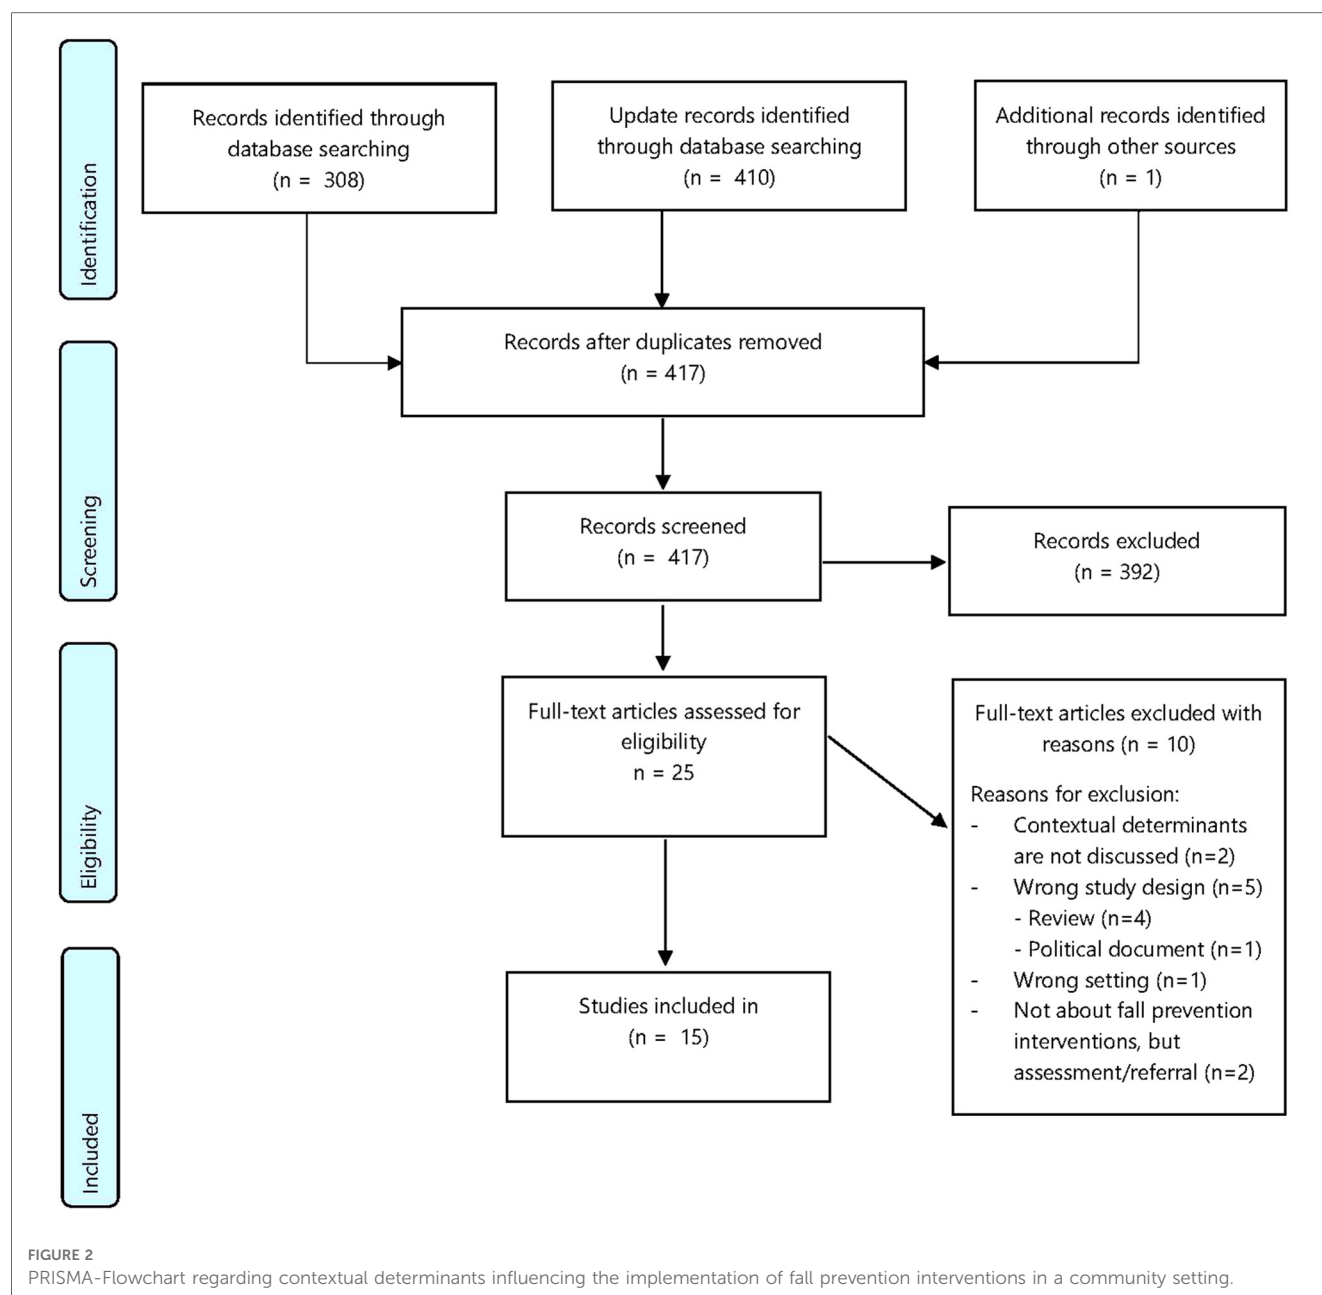 Identification
Records identified through
database searching
(n = 308)
Update records identified
through database searching
(n = 410)
Additional records identified
through other sources
(n = 1)
Records after duplicates removed
(n = 417)
Screening
Records screened
(n = 417)
Records excluded
(n = 392)
Eligibility
Full-text articles assessed for
eligibility
n = 25
Full-text articles excluded with
reasons (n = 10)
Reasons for exclusion:
- Contextual determinants
are not discussed (n=2)
- Wrong study design (n=5)
- Review (n=4)
- Political document (n=1)
- Wrong setting (n=1)
- Not about fall prevention
interventions, but
assessment/referral (n=2)
Included
Studies included in
(n = 15)
FIGURE 2
PRISMA-Flowchart regarding contextual determinants influencing the implementation of fall prevention interventions in a community setting.